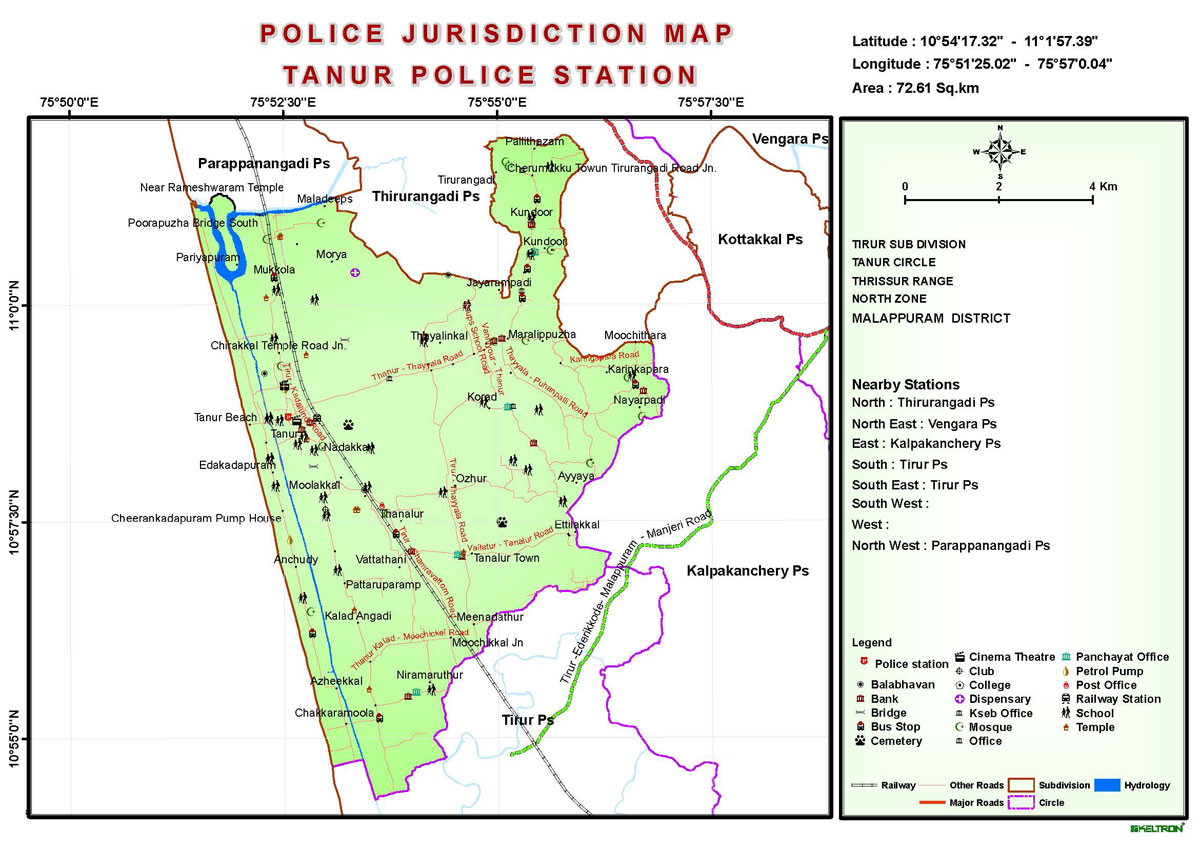 POLICE JURISDICTION MAP
TANUR POLICE STATION
Latitude : 10°54'17.32" - 11°1'57.39"
Longitude : 75°51'25.02" - 75°57'0.04"
Area : 72.61 Sq.km
75°50'0"E
75°52'30"E
75°55'0"E
75°57'30"E
11°0'0"N
10°57'30"N
10°55'0"N
Parappanangadi Ps
Vengara Ps
Pallithazam
Cherumukku Towun Tirurangadi Road Jn.
Tirurangadi
Near Rameshwaram Temple
Thirurangadi Ps
Maladeeps
Kundoor
Poorapuzha Bridge South
Kottakkal Ps
Kundoor
Pariyapuram
Morya
Mukkola
Jayarampadi
Thayalinkal
Maralippuzha
Moochithara
Chirakkal Temple Road Jn.
Thanur - Thayyala Road
Thayyala - Puhanpalli Road
Karinkapara
Korad
Nayarpadi
Tanur Beach
Tanur
Nadakkav
Edakadapuram
Moolakkal
Ozhur
Ayyaya
Tirur - Thayyala Road
Cheerankadapuram Pump House
Thanalur
Ettilakkal
Vailatur - Tanalur Road
Tirur -Ederikkode- Malappuram - Manjeri Road
Anchudy
Vattathani
Tanalur Town
Kalpakanchery Ps
Pattaruparamp
Kalad Angadi
Meenadathur
Thanur Kalad - Moochickel Road
Moochikkal Jn
Azheekkal
Niramaruthur
Chakkaramoola
Tirur Ps
N
W
E
S
0
2
4 Km
TIRUR SUB DIVISION
TANUR CIRCLE
THRISSUR RANGE
NORTH ZONE
MALAPPURAM DISTRICT
Nearby Stations
North : Thirurangadi Ps
North East : Vengara Ps
East : Kalpakanchery Ps
South : Tirur Ps
South East : Tirur Ps
South West :
West :
North West : Parappanangadi Ps
Legend
Police station
Balabhavan
Bank
Bridge
Bus Stop
Cemetery
Cinema Theatre
Club
College
Dispensary
Kseb Office
Mosque
Office
Panchayat Office
Petrol Pump
Post Office
Railway Station
School
Temple
Railway
Other Roads
Subdivision
Hydrology
Major Roads
Circle
KELTRON